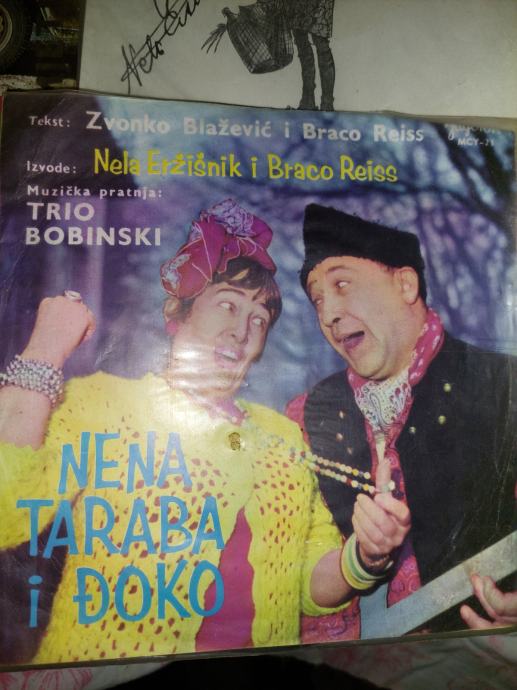 Neto
Tekst: Zvonko Blažević i Braco Reiss
MCY-71
Izvode: Nela Eržišnik i Braco Reiss
Muzička pratnja:
TRIO
BOBINSKI
NENA
TARABA
i ĐOKO